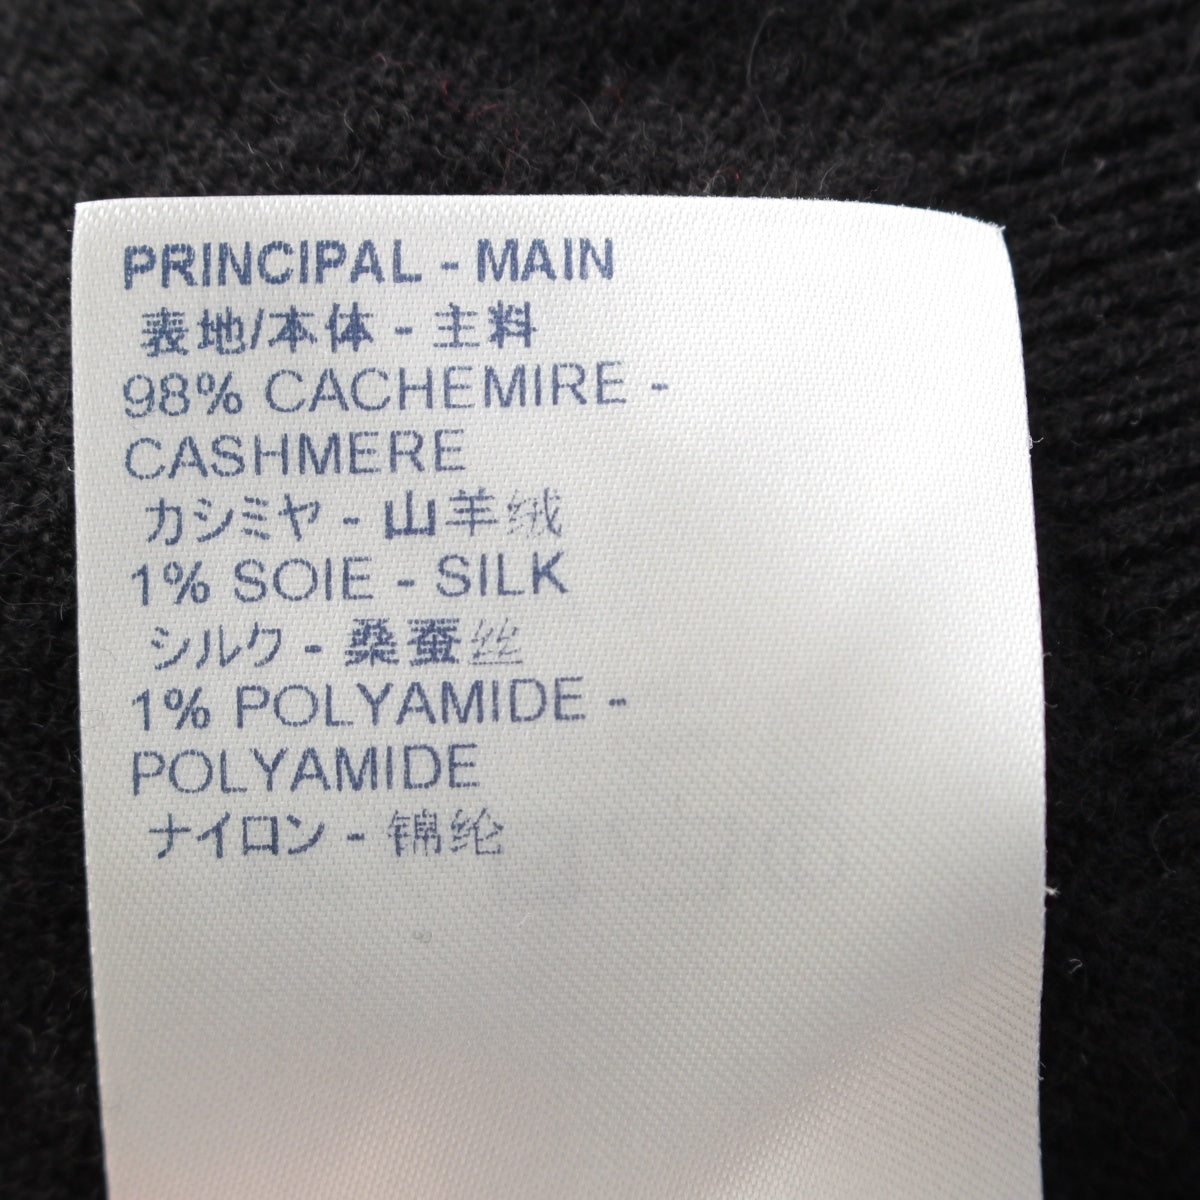 PRINCIPAL - MAIN
表地/本体 - 主料
98% CACHEMIRE -
CASHMERE
カシミヤ - 山羊绒
1% SOIE - SILK
シルク - 桑蚕丝
1% POLYAMIDE -
POLYAMIDE
ナイロン - 锦纶